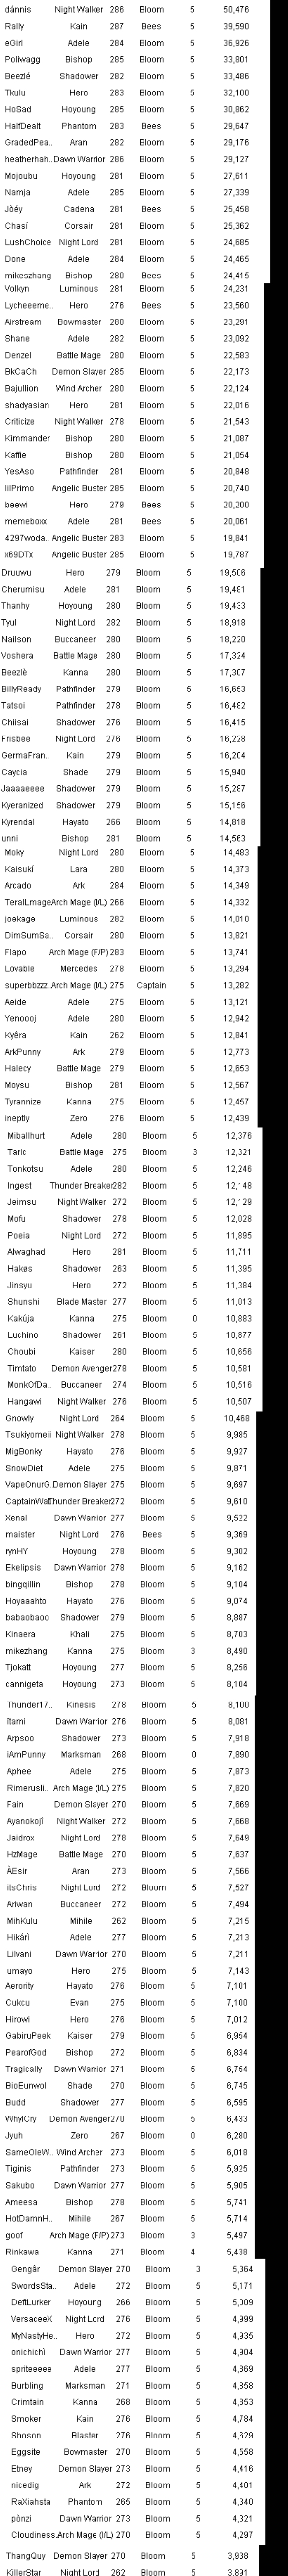 dánnis Night Walker 286 Bloom 5 50,476
Rally Kain 287 Bees 5 39,590
eGirl Adele 284 Bloom 5 36,926
Poliwagg Bishop 285 Bloom 5 33,801
Beezlé Shadower 282 Bloom 5 33,486
Tkulu Hero 283 Bloom 5 32,100
HoSad Hoyoung 285 Bloom 5 30,862
HalfDealt Phantom 283 Bees 5 29,647
GradedPea.. Aran 282 Bloom 5 29,176
heatherhah.. Dawn Warrior 286 Bloom 5 29,127
Mojoubu Hoyoung 281 Bloom 5 27,611
Namja Adele 285 Bloom 5 27,339
Jòéy Cadena 281 Bees 5 25,458
Chasí Corsair 281 Bloom 5 25,362
LushChoice Night Lord 281 Bloom 5 24,685
Done Adele 284 Bloom 5 24,465
mikeszhang Bishop 280 Bees 5 24,415
Volkyn Luminous 281 Bloom 5 24,231
Lycheeeme.. Hero 276 Bees 5 23,560
Airstream Bowmaster 280 Bloom 5 23,291
Shane Adele 282 Bloom 5 23,092
Denzel Battle Mage 280 Bloom 5 22,583
BkCaCh Demon Slayer 285 Bloom 5 22,173
Bajullion Wind Archer 280 Bloom 5 22,124
shadyasian Hero 281 Bloom 5 22,016
Criticize Night Walker 278 Bloom 5 21,543
Kimmander Bishop 280 Bloom 5 21,087
Kaffie Bishop 280 Bloom 5 21,054
YesAso Pathfinder 281 Bloom 5 20,848
lilPrimo Angelic Buster 285 Bloom 5 20,740
beewi Hero 279 Bees 5 20,200
memeboxx Adele 281 Bees 5 20,061
4297woda.. Angelic Buster 283 Bloom 5 19,841
x69DTx Angelic Buster 285 Bloom 5 19,787
Druuwu Hero 279 Bloom 5 19,506
Cherumisu Adele 281 Bloom 5 19,481
Thanhy Hoyoung 280 Bloom 5 19,433
Tyul Night Lord 282 Bloom 5 18,918
Nailson Buccaneer 280 Bloom 5 18,220
Voshera Battle Mage 280 Bloom 5 17,324
Beezlè Kanna 280 Bloom 5 17,307
BillyReady Pathfinder 279 Bloom 5 16,653
Tatsoi Pathfinder 278 Bloom 5 16,482
Chiisai Shadower 276 Bloom 5 16,415
Frisbee Night Lord 276 Bloom 5 16,228
GermaFran.. Kain 279 Bloom 5 16,204
Caycia Shade 279 Bloom 5 15,940
Jaaaaeeee Shadower 279 Bloom 5 15,287
Kyeranized Shadower 279 Bloom 5 15,156
Kyrendal Hayato 266 Bloom 5 14,818
unni Bishop 281 Bloom 5 14,563
Moky Night Lord 280 Bloom 5 14,483
Kaisukí Lara 280 Bloom 5 14,373
Arcado Ark 284 Bloom 5 14,349
TeralLmage Arch Mage (I/L) 266 Bloom 5 14,332
joekage Luminous 282 Bloom 5 14,010
DimSumSa.. Corsair 280 Bloom 5 13,821
Flapo Arch Mage (F/P) 283 Bloom 5 13,741
Lovable Mercedes 278 Bloom 5 13,294
superbbzzz.. Arch Mage (I/L) 275 Captain 5 13,282
Aeide Adele 275 Bloom 5 13,121
Yenoooj Adele 280 Bloom 5 12,942
Kyêra Kain 262 Bloom 5 12,841
ArkPunny Ark 279 Bloom 5 12,773
Halecy Battle Mage 279 Bloom 5 12,653
Moysu Bishop 281 Bloom 5 12,567
Tyrannize Kanna 275 Bloom 5 12,457
ineptly Zero 276 Bloom 5 12,439
Miballhurt Adele 280 Bloom 5 12,376
Taric Battle Mage 275 Bloom 3 12,321
Tonkotsu Adele 280 Bloom 5 12,246
Ingest Thunder Breaker 282 Bloom 5 12,148
Jeimsu Night Walker 272 Bloom 5 12,129
Mofu Shadower 278 Bloom 5 12,028
Poeia Night Lord 272 Bloom 5 11,895
Alwaghad Hero 281 Bloom 5 11,711
Hakøs Shadower 263 Bloom 5 11,395
Jinsyu Hero 272 Bloom 5 11,384
Shunshi Blade Master 277 Bloom 5 11,013
Kakúja Kanna 275 Bloom 0 10,883
Luchino Shadower 261 Bloom 5 10,877
Choubi Kaiser 280 Bloom 5 10,656
Timtato Demon Avenger 278 Bloom 5 10,581
MonkOfDa.. Buccaneer 274 Bloom 5 10,516
Hangawi Night Walker 276 Bloom 5 10,507
Gnowly Night Lord 264 Bloom 5 10,468
Tsukiyomeii Night Walker 278 Bloom 5 9,985
MigBonky Hayato 276 Bloom 5 9,927
SnowDiet Adele 275 Bloom 5 9,871
VapeOnurG.. Demon Slayer 275 Bloom 5 9,697
CaptainWat Thunder Breaker 272 Bloom 5 9,610
Xenal Dawn Warrior 277 Bloom 5 9,522
maister Night Lord 276 Bees 5 9,369
rynHY Hoyoung 278 Bloom 5 9,302
Ekelipsis Dawn Warrior 278 Bloom 5 9,162
bingqillin Bishop 278 Bloom 5 9,104
Hoyaaahto Hayato 276 Bloom 5 9,074
babaobaoo Shadower 279 Bloom 5 8,887
Kinaera Khali 275 Bloom 5 8,703
mikezhang Kanna 275 Bloom 3 8,490
Tjokatt Hoyoung 277 Bloom 5 8,256
cannigeta Hoyoung 273 Bloom 5 8,104
Thunder17.. Kinesis 278 Bloom 5 8,100
ïtami Dawn Warrior 276 Bloom 5 8,081
Arpsoo Shadower 273 Bloom 5 7,918
iAmPunny Marksman 268 Bloom 0 7,890
Aphee Adele 275 Bloom 5 7,873
Rimerusli.. Arch Mage (I/L) 275 Bloom 5 7,820
Fain Demon Slayer 270 Bloom 5 7,669
Ayanokojî Night Walker 272 Bloom 5 7,668
Jaidrox Night Lord 278 Bloom 5 7,649
HzMage Battle Mage 270 Bloom 5 7,637
ÀEsir Aran 273 Bloom 5 7,566
itsChris Night Lord 272 Bloom 5 7,527
Ariwan Buccaneer 272 Bloom 5 7,494
MihKulu Mihile 262 Bloom 5 7,215
Hikárì Adele 277 Bloom 5 7,213
Lilvani Dawn Warrior 270 Bloom 5 7,211
umayo Hero 275 Bloom 5 7,143
Aerority Hayato 276 Bloom 5 7,101
Cukcu Evan 275 Bloom 5 7,100
Hirowi Hero 276 Bloom 5 7,012
GabiruPeek Kaiser 279 Bloom 5 6,954
PearofGod Bishop 272 Bloom 5 6,834
Tragically Dawn Warrior 271 Bloom 5 6,754
BioEunwol Shade 270 Bloom 5 6,745
Budd Shadower 277 Bloom 5 6,595
WhylCry Demon Avenger 270 Bloom 5 6,433
Jyuh Zero 267 Bloom 0 6,280
SameOleW.. Wind Archer 273 Bloom 5 6,018
Tiginis Pathfinder 273 Bloom 5 5,925
Sakubo Dawn Warrior 277 Bloom 5 5,905
Ameesa Bishop 278 Bloom 5 5,741
HotDamnH.. Mihile 267 Bloom 5 5,714
goof Arch Mage (F/P) 273 Bloom 3 5,497
Rinkawa Kanna 271 Bloom 4 5,438
Gengâr Demon Slayer 270 Bloom 3 5,364
SwordsSta.. Adele 272 Bloom 5 5,171
DeftLurker Hoyoung 266 Bloom 5 5,009
VersaceeX Night Lord 276 Bloom 5 4,999
MyNastyHe.. Hero 272 Bloom 5 4,935
onichichì Dawn Warrior 277 Bloom 5 4,904
spriteeeee Adele 277 Bloom 5 4,869
Burbling Marksman 271 Bloom 5 4,858
Crimtain Kanna 268 Bloom 5 4,853
Smoker Kain 276 Bloom 5 4,784
Shoson Blaster 276 Bloom 5 4,629
Eggsite Bowmaster 270 Bloom 5 4,558
Etney Demon Slayer 273 Bloom 5 4,416
nicedig Ark 272 Bloom 5 4,401
RaXiahsta Phantom 265 Bloom 5 4,340
pònzi Dawn Warrior 273 Bloom 5 4,321
Cloudiness.. Arch Mage (I/L) 270 Bloom 5 4,297
ThangQuy Demon Slayer 270 Bloom 5 3,938
KillerStar Night Lord 262 Bloom 5 3,891